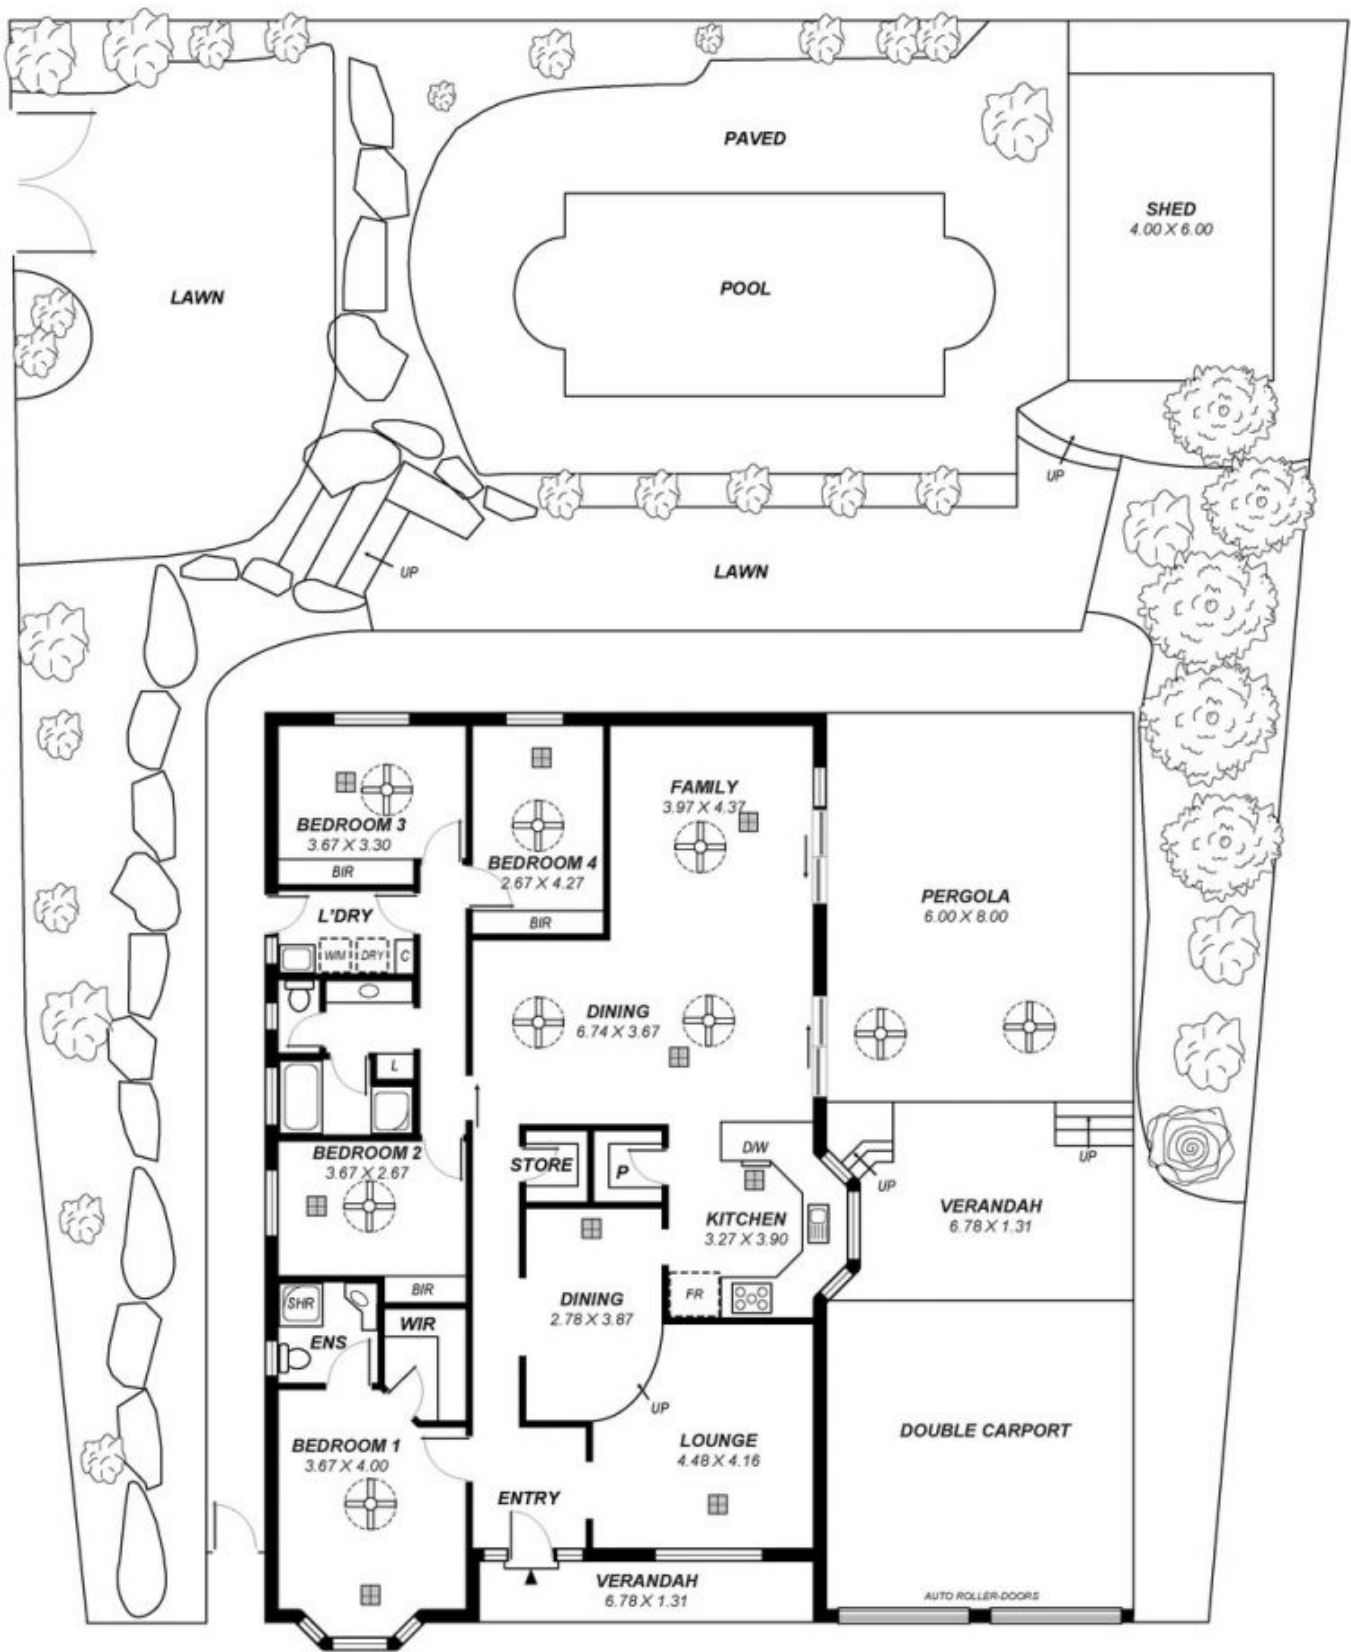 PAVED
SHED
4.00 X 6.00
LAWN
POOL
UP
LAWN
UP
FAMILY
3.97 X 4.37
BEDROOM 3
3.67 X 3.30
BIR
BEDROOM 4
2.67 X 4.27
BIR
L'DRY
WM
DRY
C
PERGOLA
6.00 X 8.00
DINING
6.74 X 3.67
L
D/W
BEDROOM 2
3.67 X 2.67
STORE
P
UP
UP
KITCHEN
3.27 X 3.90
VERANDAH
6.78 X 1.31
BIR
SHR
FR
DINING
2.78 X 3.87
WIR
ENS
UP
LOUNGE
4.48 X 4.16
DOUBLE CARPORT
BEDROOM 1
3.67 X 4.00
ENTRY
VERANDAH
6.78 X 1.31
AUTO ROLLER-DOORS